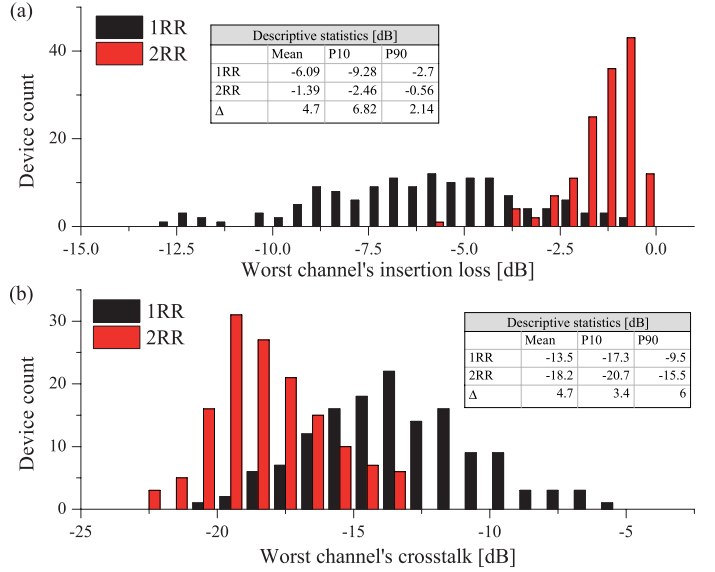 (a)
1RR
2RR
Descriptive statistics [dB]
Mean P10 P90
1RR -6.09 -9.28 -2.7
2RR -1.39 -2.46 -0.56
Δ 4.7 6.82 2.14
Device count
40
20
0
-15.0 -12.5 -10.0 -7.5 -5.0 -2.5 0.0
Worst channel's insertion loss [dB]
(b)
1RR
2RR
Descriptive statistics [dB]
Mean P10 P90
1RR -13.5 -17.3 -9.5
2RR -18.2 -20.7 -15.5
Δ 4.7 3.4 6
Device count
30
20
10
0
-25 -20 -15 -10 -5
Worst channel's crosstalk [dB]